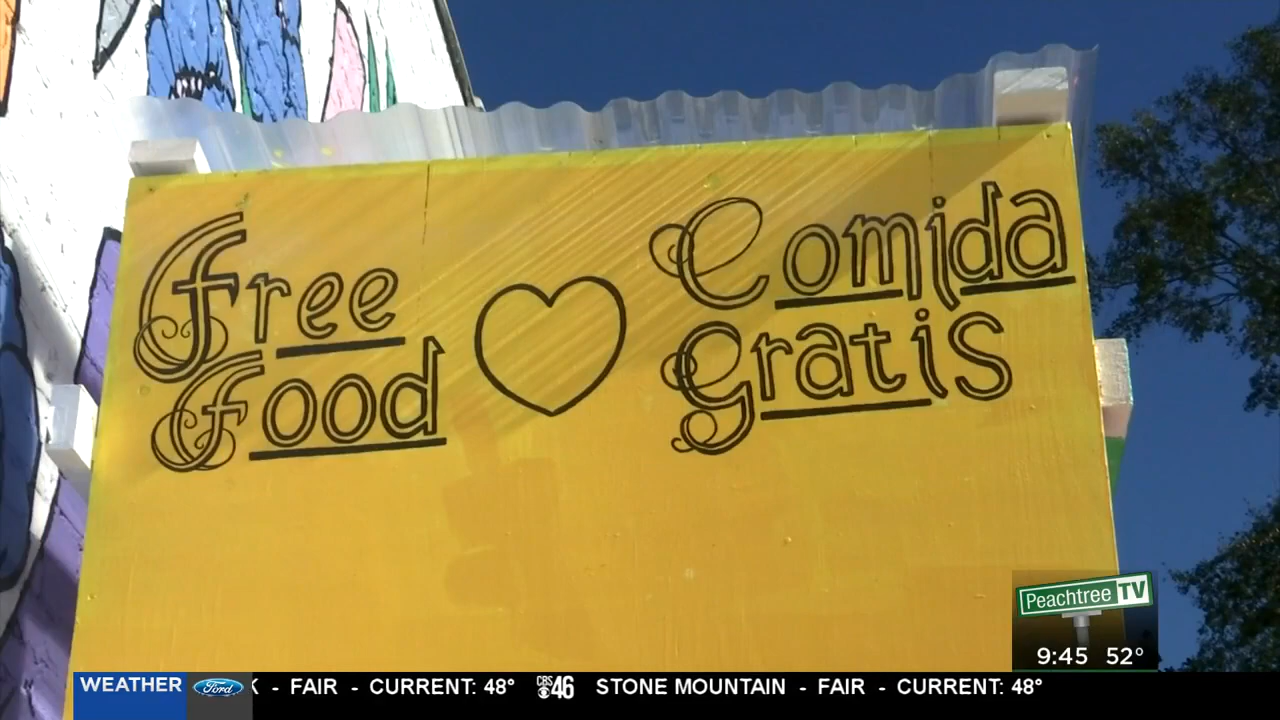 Free
Food
Comida
gratis
Peachtree TV
9:45 52°
WEATHER Ford K - FAIR - CURRENT: 48° CBS 46 STONE MOUNTAIN - FAIR - CURRENT: 48°